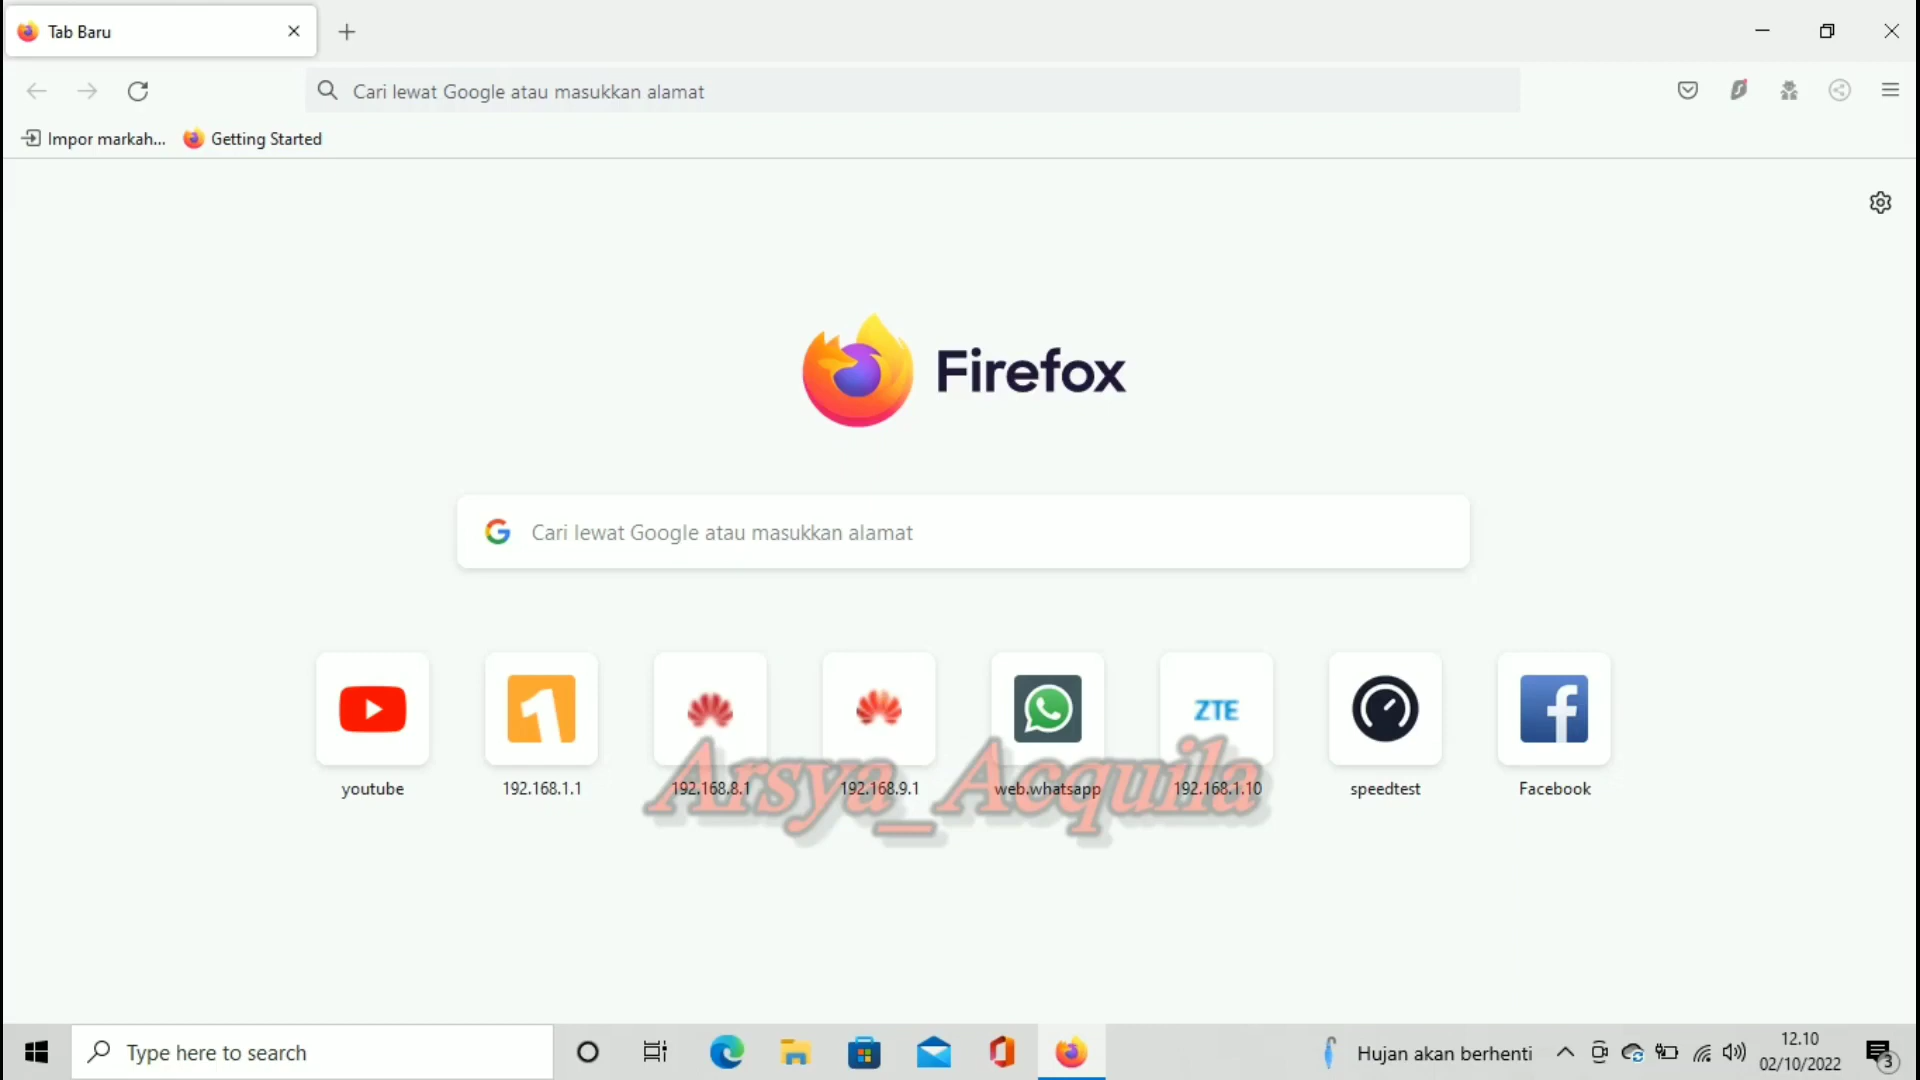 Tab Baru
Cari lewat Google atau masukkan alamat
Impor markah...
Getting Started
Firefox
Cari lewat Google atau masukkan alamat
ZTE
youtube
192.168.1.1
192.168.8.1
192.168.9.1
web.whatsapp
192.168.1.10
speedtest
Facebook
Arsya_Acquila
Type here to search
Hujan akan berhenti
12.10
02/10/2022
3